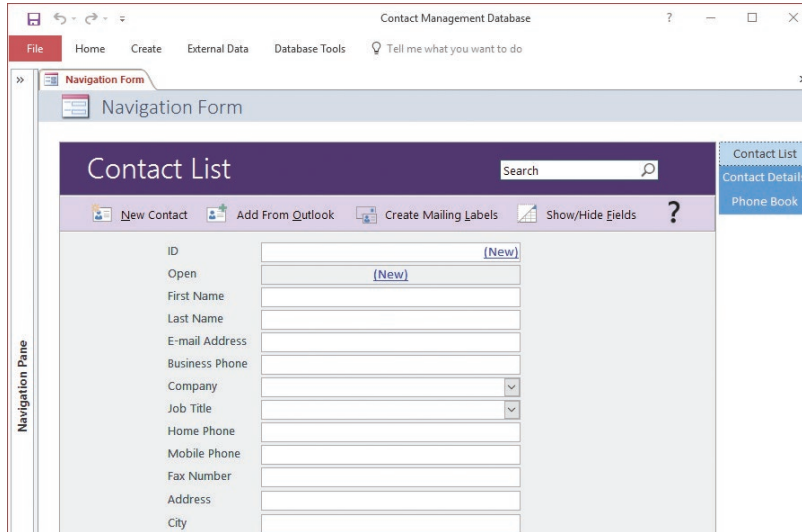 Contact Management Database
File Home Create External Data Database Tools Tell me what you want to do
Navigation Form
Navigation Form
Contact List
Search
Contact List
Contact Details
Phone Book
New Contact Add From Outlook Create Mailing Labels Show/Hide Fields ?
ID (New)
Open (New)
First Name
Last Name
E-mail Address
Business Phone
Company
Job Title
Home Phone
Mobile Phone
Fax Number
Address
City
Navigation Pane